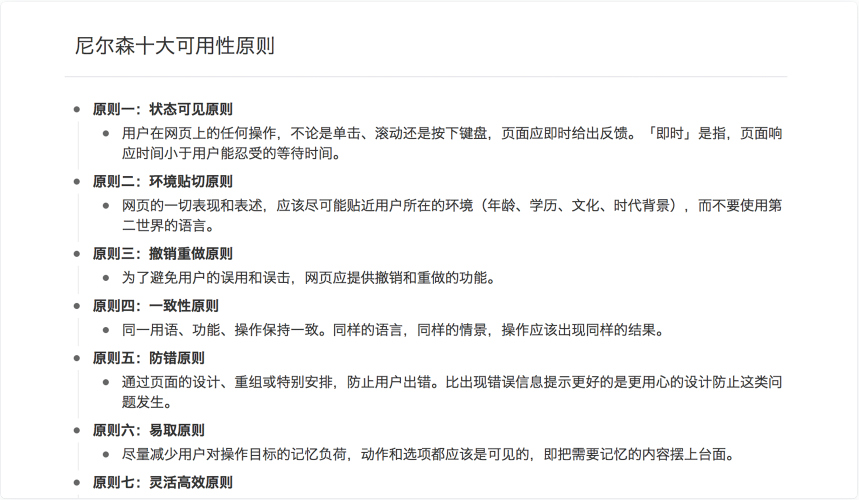 尼尔森十大可用性原则
原则一：状态可见原则
用户在网页上的任何操作，不论是单击、滚动还是按下键盘，页面应即时给出反馈。「即时」是指，页面响
应时间小于用户能忍受的等待时间。
原则二：环境贴切原则
网页的一切表现和表述，应该尽可能贴近用户所在的环境（年龄、学历、文化、时代背景），而不要使用第
二世界的语言。
原则三：撤销重做原则
为了避免用户的误用和误击，网页应提供撤销和重做的功能。
原则四：一致性原则
同一用语、功能、操作保持一致。同样的语言，同样的情景，操作应该出现同样的结果。
原则五：防错原则
通过页面的设计、重组或特别安排，防止用户出错。比出现错误信息提示更好的是更用心的设计防止这类问
题发生。
原则六：易取原则
尽量减少用户对操作目标的记忆负荷，动作和选项都应该是可见的，即把需要记忆的内容摆上台面。
原则七：灵活高效原则